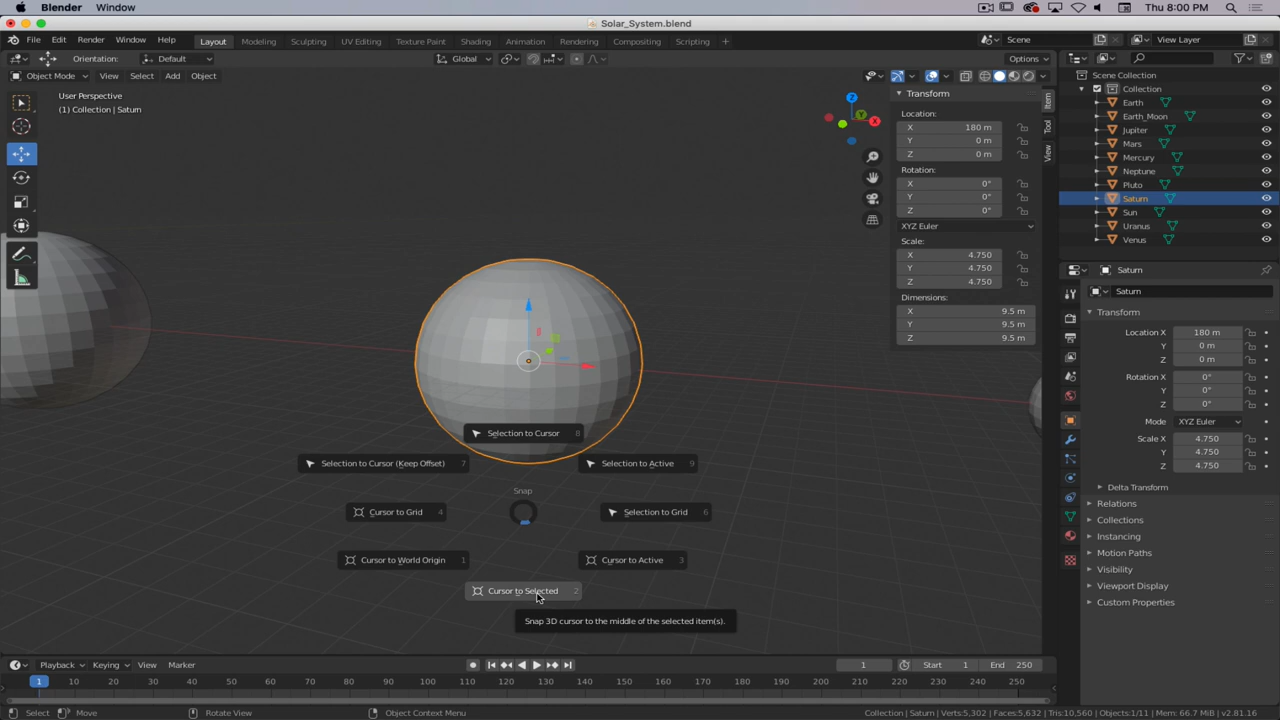 Blender Window Thu 8:00 PM
Solar_System.blend
File Edit Render Window Help Layout Modeling Sculpting UV Editing Texture Paint Shading Animation Rendering Compositing Scripting + Scene View Layer
Orientation: Default Global Options
Object Mode View Select Add Object
User Perspective
(1) Collection | Saturn
Z
Y
X
Transform
Location:
X 180 m
Y 0 m
Z 0 m
Rotation:
X 0°
Y 0°
Z 0°
XYZ Euler
Scale:
X 4.750
Y 4.750
Z 4.750
Dimensions:
X 9.5 m
Y 9.5 m
Z 9.5 m
Item
Tool
View
Scene Collection
Collection
Earth
Earth_Moon
Jupiter
Mars
Mercury
Neptune
Pluto
Saturn
Sun
Uranus
Venus
Saturn
Saturn
Transform
Location X 180 m
Y 0 m
Z 0 m
Rotation X 0°
Y 0°
Z 0°
Mode XYZ Euler
Scale X 4.750
Y 4.750
Z 4.750
Delta Transform
Relations
Collections
Instancing
Motion Paths
Visibility
Viewport Display
Custom Properties
Selection to Cursor 8
Selection to Cursor (Keep Offset) 7
Selection to Active 9
Snap
Cursor to Grid 4
Selection to Grid 6
Cursor to World Origin 1
Cursor to Active 3
Cursor to Selected 2
Snap 3D cursor to the middle of the selected item(s).
Playback Keying View Marker 1 Start 1 End 250
1 10 20 30 40 50 60 70 80 90 100 110 120 130 140 150 160 170 180 190 200 210 220 230 240 250
Select Move Rotate View Object Context Menu Collection | Saturn | Verts:5,302 | Faces:5,632 | Tris:10,560 | Objects:1/11 | Mem: 66.7 MiB | v2.81.16